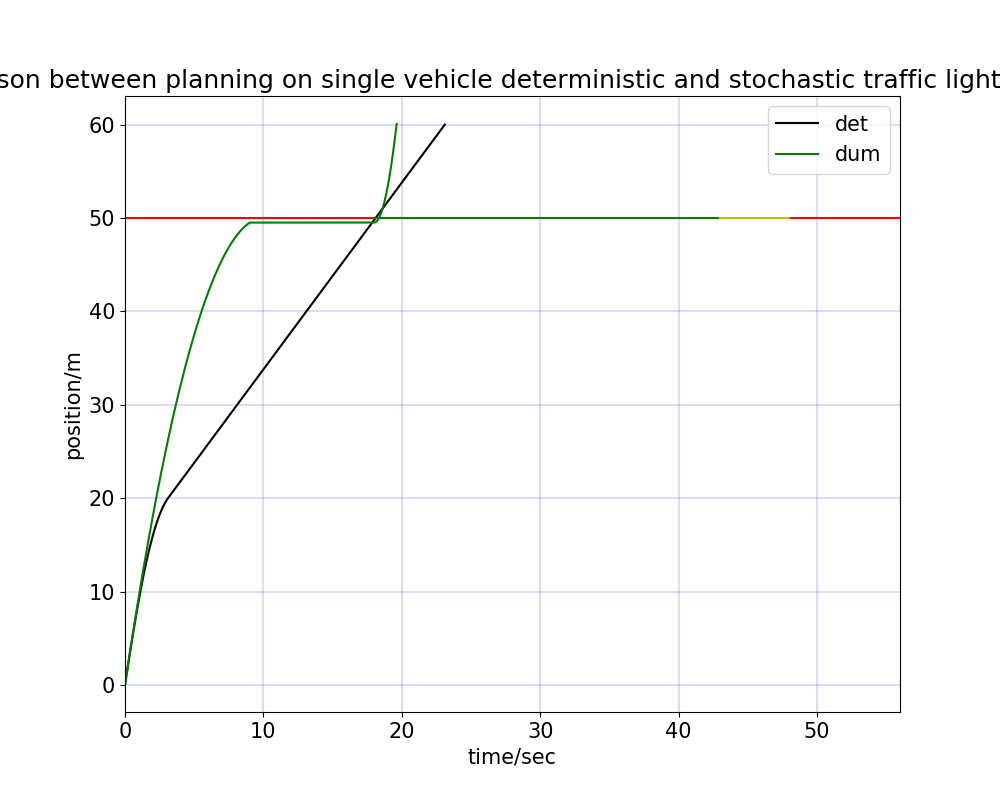 son between planning on single vehicle deterministic and stochastic traffic light
det
dum
60
50
40
30
20
10
0
position/m
0 10 20 30 40 50
time/sec